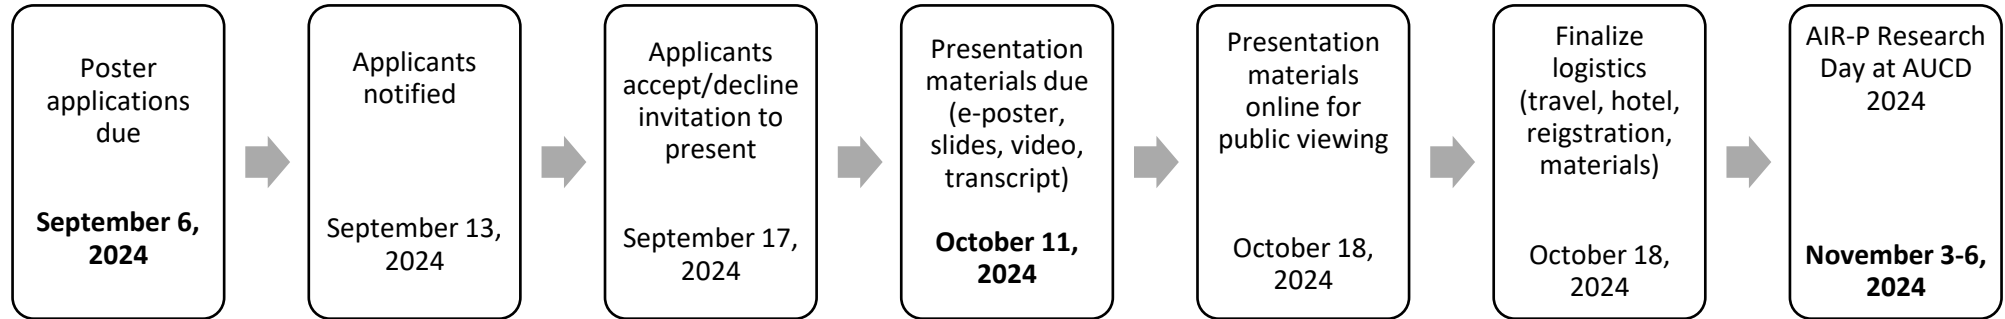 Poster
applications
due
September 6,
2024
Applicants
notified
September 13,
2024
Applicants
accept/decline
invitation to
present
September 17,
2024
Presentation
materials due
(e-poster,
slides, video,
transcript)
October 11,
2024
Presentation
materials
online for
public viewing
October 18,
2024
Finalize
logistics
(travel, hotel,
reigstration,
materials)
October 18,
2024
AIR-P Research
Day at AUCD
2024
November 3-6,
2024